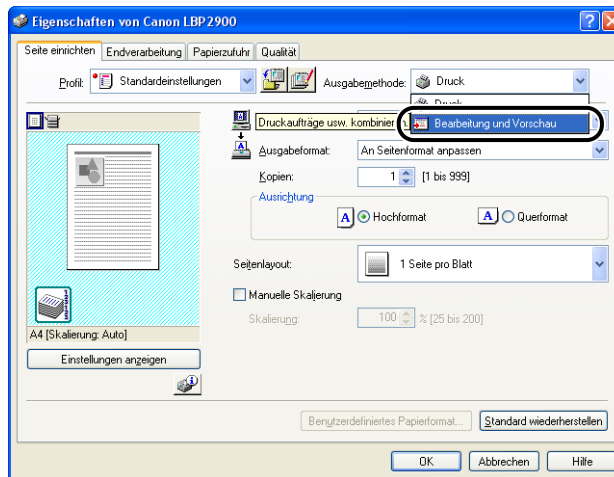 Eigenschaften von Canon LBP2900
Seite einrichten Endverarbeitung Papierzufuhr Qualität
Profil: Standardeinstellungen Ausgabemethode: Druck
Druck
Druckaufträge usw. kombinieren. Bearbeitung und Vorschau
Ausgabeformat: An Seitenformat anpassen
Kopien: 1 [1 bis 999]
Ausrichtung
A Hochformat A Querformat
Seitenlayout: 1 Seite pro Blatt
Manuelle Skalierung
Skalierung: 100 % [25 bis 200]
A4 [Skalierung: Auto]
Einstellungen anzeigen
Benutzerdefiniertes Papierformat... Standard wiederherstellen
OK Abbrechen Hilfe